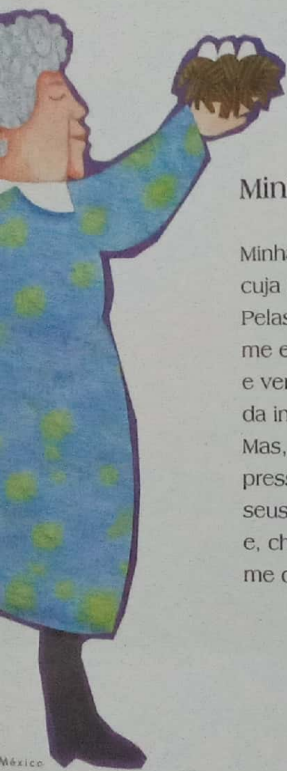 Min
Minh
cuja
Pelas
me e
e ver
da in
Mas,
press
seus
e, ch
me
México